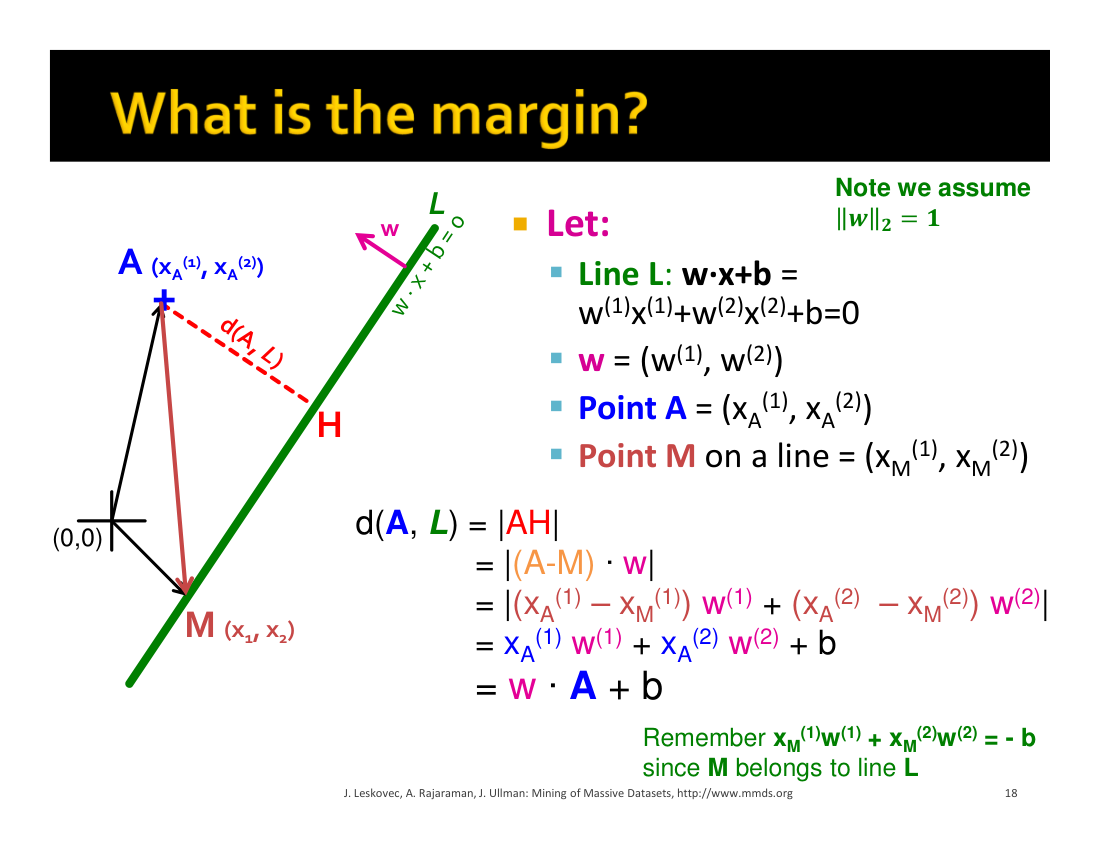 What is the margin?
Note we assume
‖w‖₂ = 1
L
w · x + b = 0
w
A (x_A⁽¹⁾, x_A⁽²⁾)
d(A, L)
H
(0,0)
M (x₁, x₂)
Let:
Line L: w·x+b =
w⁽¹⁾x⁽¹⁾+w⁽²⁾x⁽²⁾+b=0
w = (w⁽¹⁾, w⁽²⁾)
Point A = (x_A⁽¹⁾, x_A⁽²⁾)
Point M on a line = (x_M⁽¹⁾, x_M⁽²⁾)
d(A, L) = |AH|
= |(A-M) · w|
= |(x_A⁽¹⁾ – x_M⁽¹⁾) w⁽¹⁾ + (x_A⁽²⁾ – x_M⁽²⁾) w⁽²⁾|
= x_A⁽¹⁾ w⁽¹⁾ + x_A⁽²⁾ w⁽²⁾ + b
= w · A + b
Remember x_M⁽¹⁾w⁽¹⁾ + x_M⁽²⁾w⁽²⁾ = - b
since M belongs to line L
J. Leskovec, A. Rajaraman, J. Ullman: Mining of Massive Datasets, http://www.mmds.org
18